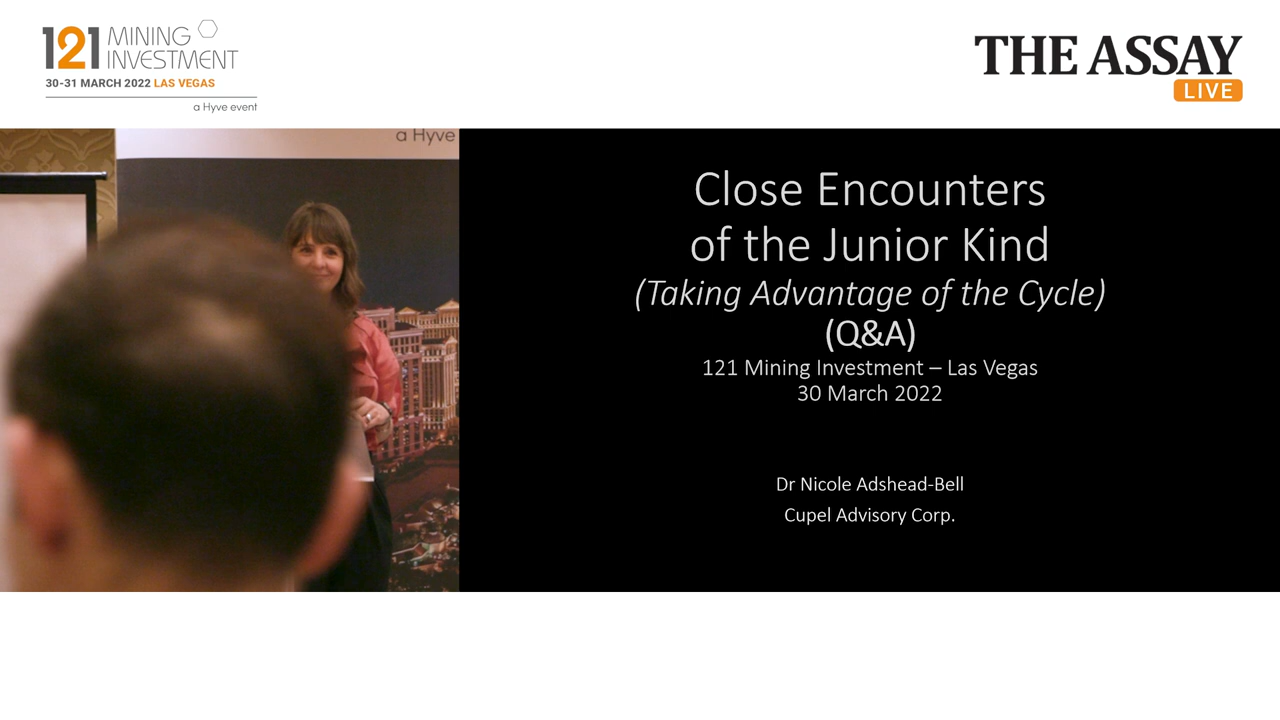 121 MINING
INVESTMENT
30-31 MARCH 2022 LAS VEGAS
a Hyve event
THE ASSAY
LIVE
a Hyve
Close Encounters
of the Junior Kind
(Taking Advantage of the Cycle)
(Q&A)
121 Mining Investment – Las Vegas
30 March 2022
Dr Nicole Adshead-Bell
Cupel Advisory Corp.